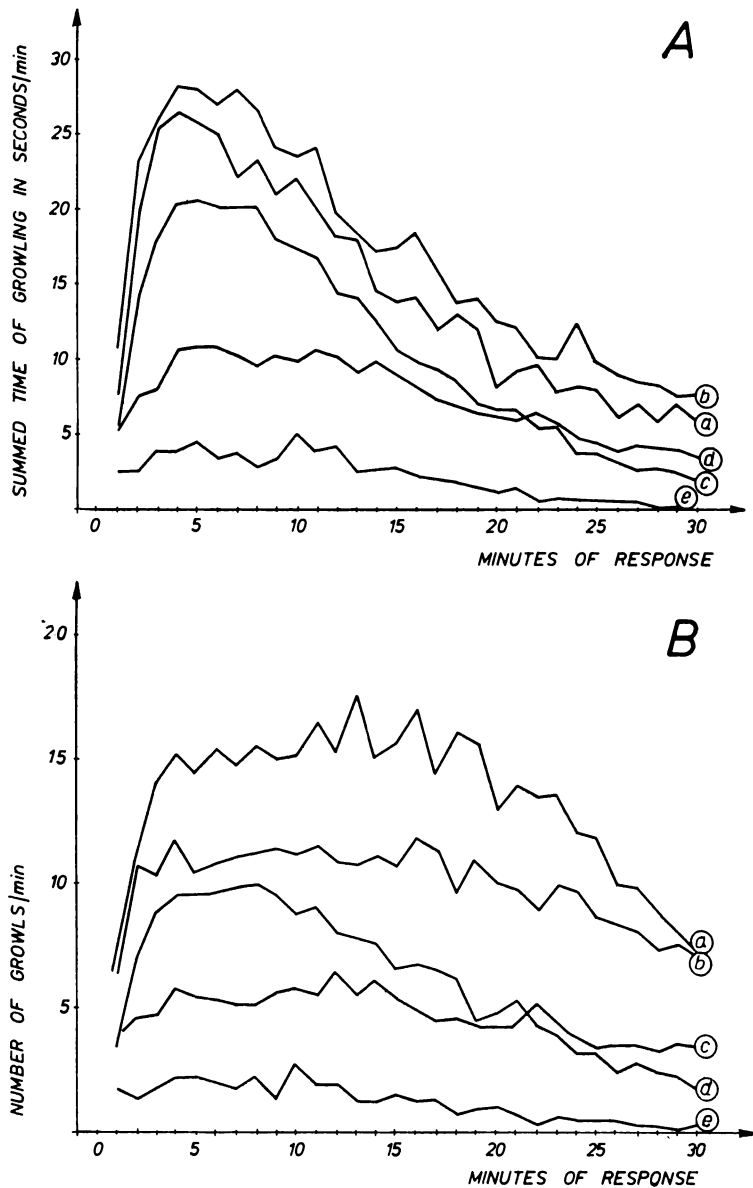 A
SUMMED TIME OF GROWLING IN SECONDS/min
30
25
20
15
10
5
b
a
d
c
e
0 5 10 15 20 25 30
MINUTES OF RESPONSE
B
NUMBER OF GROWLS/min
20
15
10
5
a
b
c
d
e
0 5 10 15 20 25 30
MINUTES OF RESPONSE